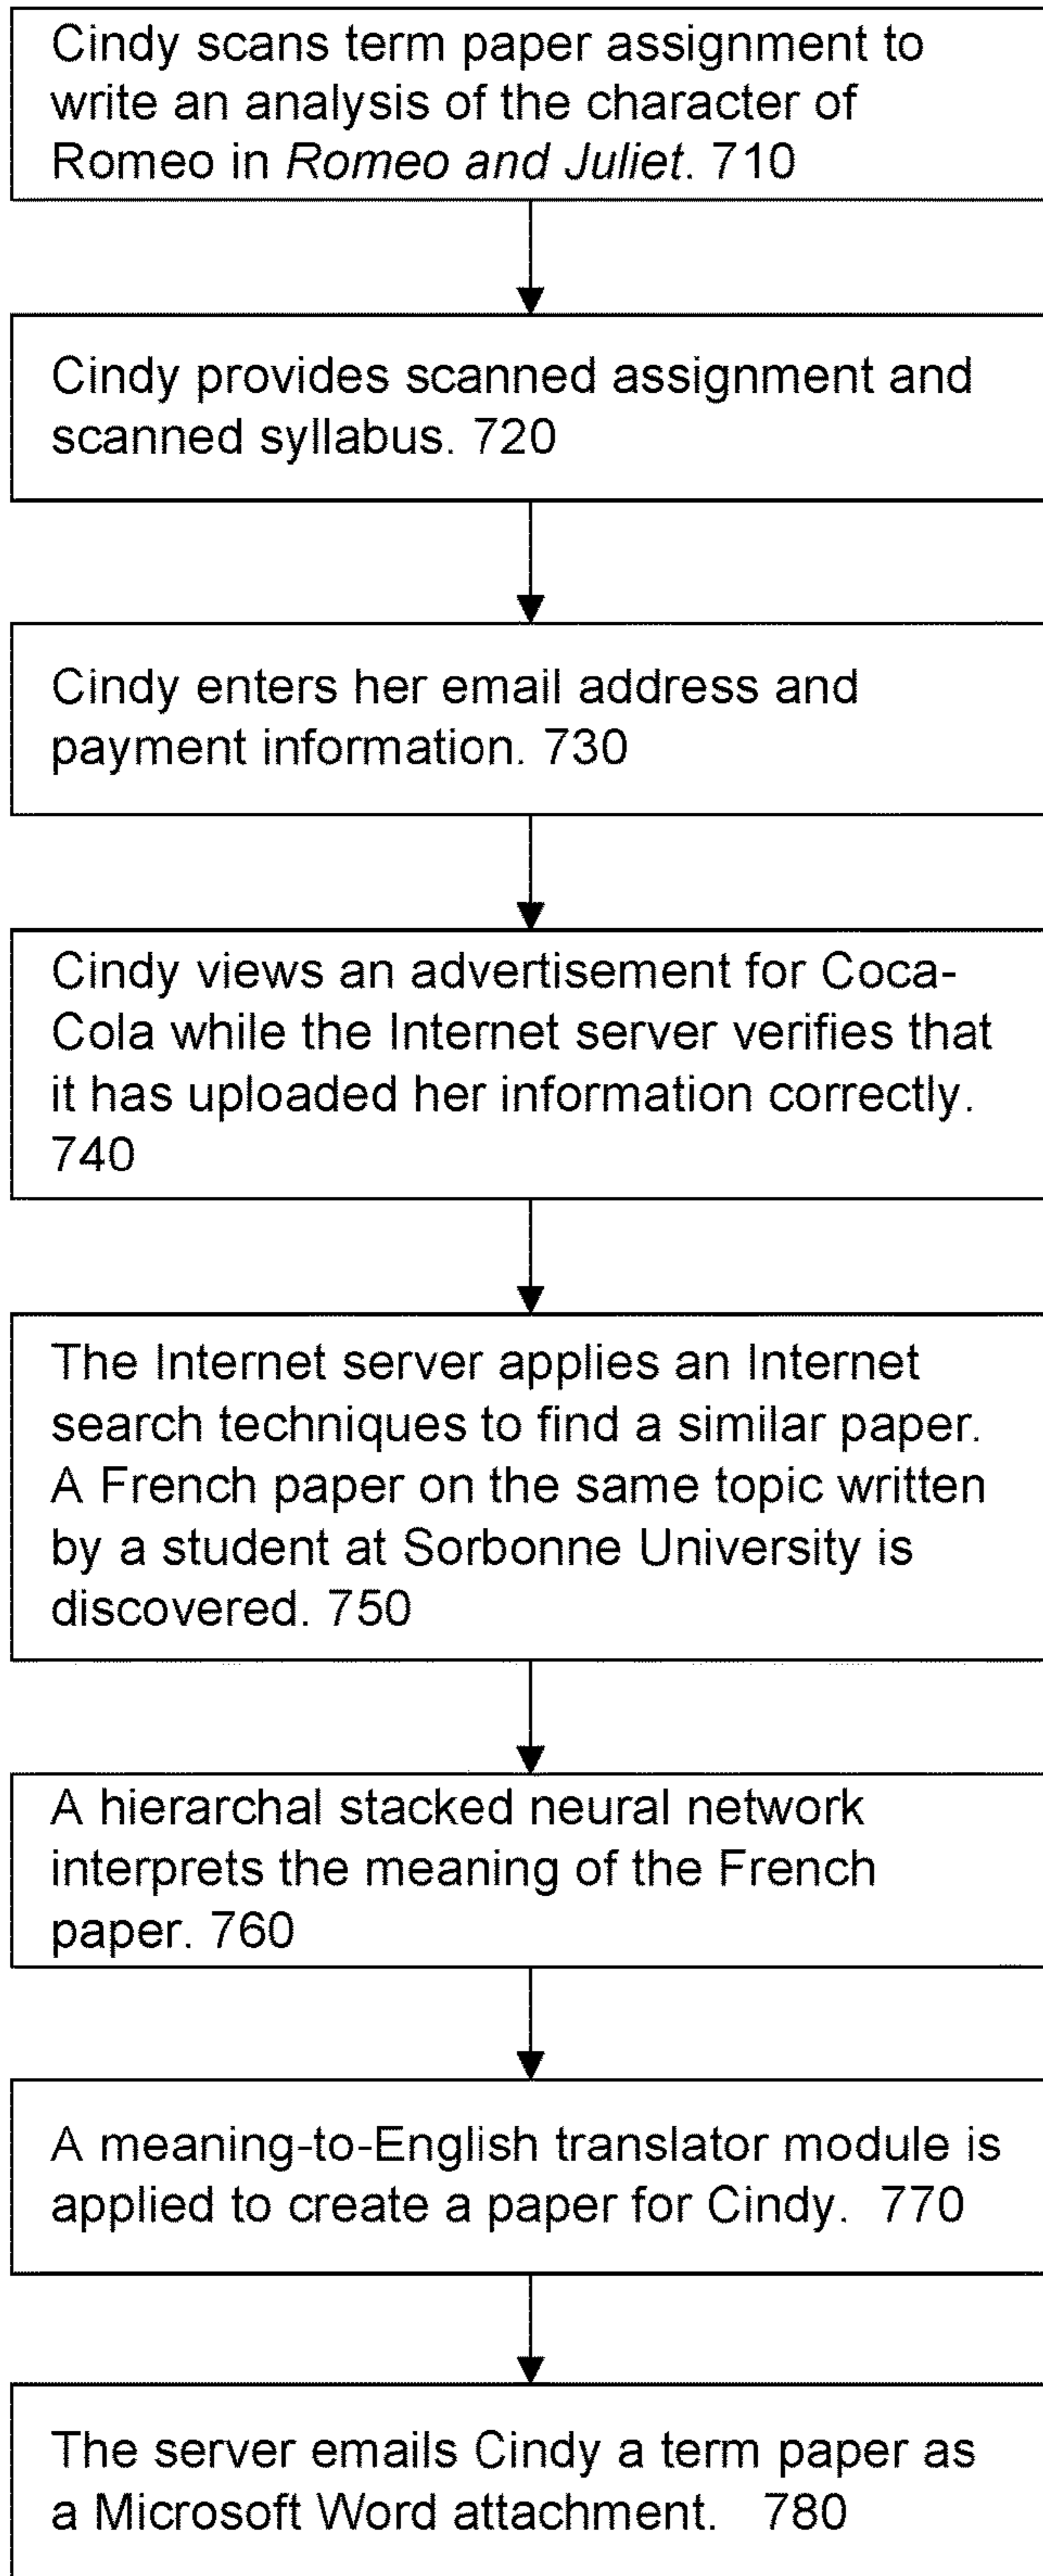 Cindy scans term paper assignment to
write an analysis of the character of
Romeo in Romeo and Juliet. 710
Cindy provides scanned assignment and
scanned syllabus. 720
Cindy enters her email address and
payment information. 730
Cindy views an advertisement for Coca-
Cola while the Internet server verifies that
it has uploaded her information correctly.
740
The Internet server applies an Internet
search techniques to find a similar paper.
A French paper on the same topic written
by a student at Sorbonne University is
discovered. 750
A hierarchal stacked neural network
interprets the meaning of the French
paper. 760
A meaning-to-English translator module is
applied to create a paper for Cindy. 770
The server emails Cindy a term paper as
a Microsoft Word attachment. 780